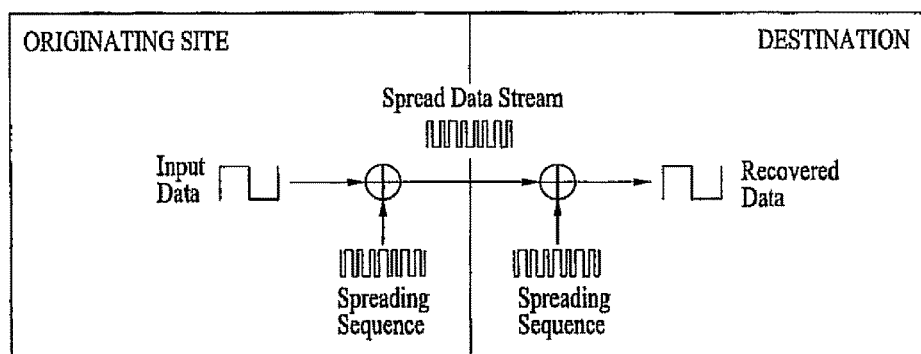 ORIGINATING SITE
DESTINATION
Spread Data Stream
Input
Data
Recovered
Data
Spreading
Sequence
Spreading
Sequence